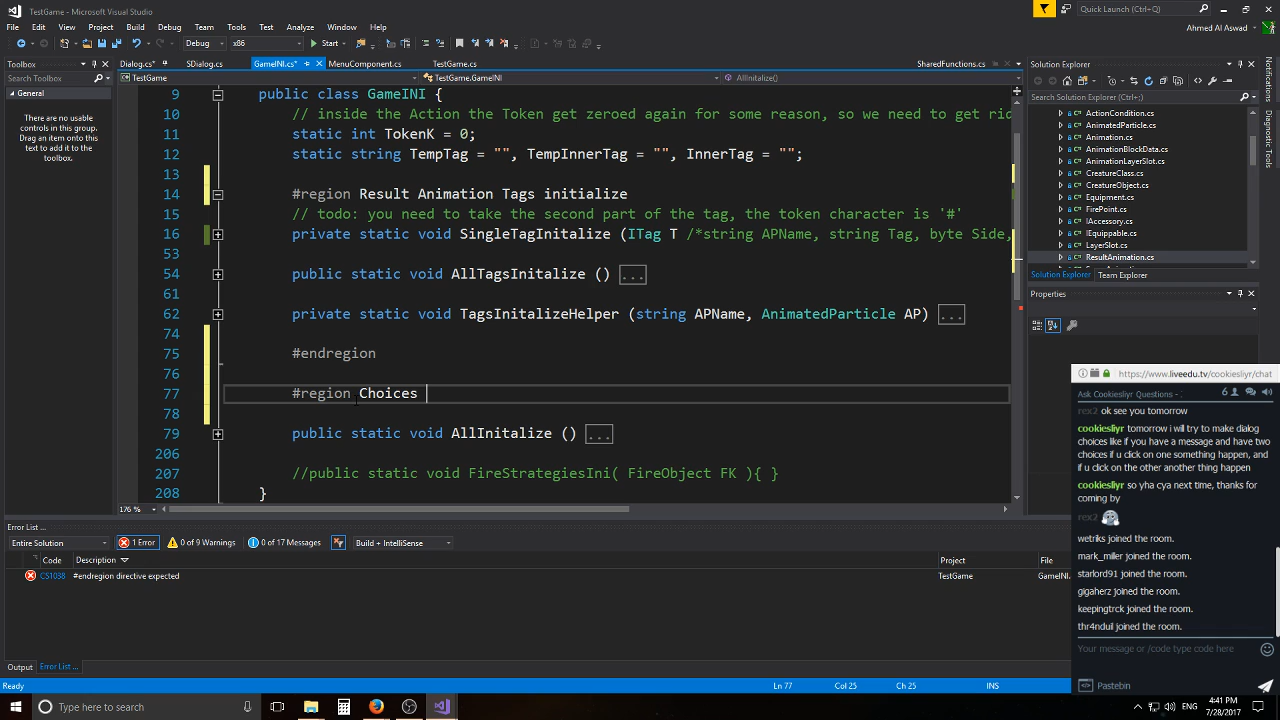 TestGame - Microsoft Visual Studio
Quick Launch (Ctrl+Q)
File Edit View Project Build Debug Team Tools Test Analyze Window Help
Ahmed Al Aswad
Debug x86 Start
Toolbox
Search Toolbox
General
There are no usable
controls in this group.
Drag an item onto this
text to add it to the
toolbox.
Dialog.cs* SDialog.cs GameINI.cs* MenuComponent.cs TestGame.cs SharedFunctions.cs
TestGame TestGame.GameINI AllInitalize()
9 public class GameINI {
10 // inside the Action the Token get zeroed again for some reason, so we need to get rid
11 static int TokenK = 0;
12 static string TempTag = "", TempInnerTag = "", InnerTag = "";
13
14 #region Result Animation Tags initialize
15 // todo: you need to take the second part of the tag, the token character is '#'
16 private static void SingleTagInitalize (ITag T /*string APName, string Tag, byte Side,
53
54 public static void AllTagsInitalize () ...
61
62 private static void TagsInitalizeHelper (string APName, AnimatedParticle AP) ...
74
75 #endregion
76
77 #region Choices
78
79 public static void AllInitalize () ...
206
207 //public static void FireStrategiesIni( FireObject FK ){ }
208 }
176 %
Solution Explorer
Search Solution Explorer (Ctrl+;)
ActionCondition.cs
AnimatedParticle.cs
Animation.cs
AnimationBlockData.cs
AnimationLayerSlot.cs
CreatureClass.cs
CreatureObject.cs
Equipment.cs
FirePoint.cs
IAccessory.cs
IEquippable.cs
LayerSlot.cs
ResultAnimation.cs
Solution Explorer Team Explorer
Properties
Notifications
Diagnostic Tools
https://www.liveedu.tv/cookiesliyr/chat
Ask Cookiesliyr Questions - .
6
rex2 ok see you tomorrow
cookiesliyr tomorrow i will try to make dialog
choices like if you have a message and have two
choices if u click on one something happen, and
if u click on the other another thing happen
cookiesliyr so yha cya next time, thanks for
coming by
rex2
wetriks joined the room.
mark_miller joined the room.
starlord91 joined the room.
gigaherz joined the room.
keepingtrck joined the room.
thr4nduil joined the room.
Your message or /code type code here
Pastebin
Error List ...
Entire Solution 1 Error 0 of 9 Warnings 0 of 17 Messages Build + IntelliSense
Code Description Project File
CS1038 #endregion directive expected TestGame GameINI.
Output Error List ...
Ready Ln 77 Col 25 Ch 25 INS
Type here to search
4:41 PM
7/28/2017